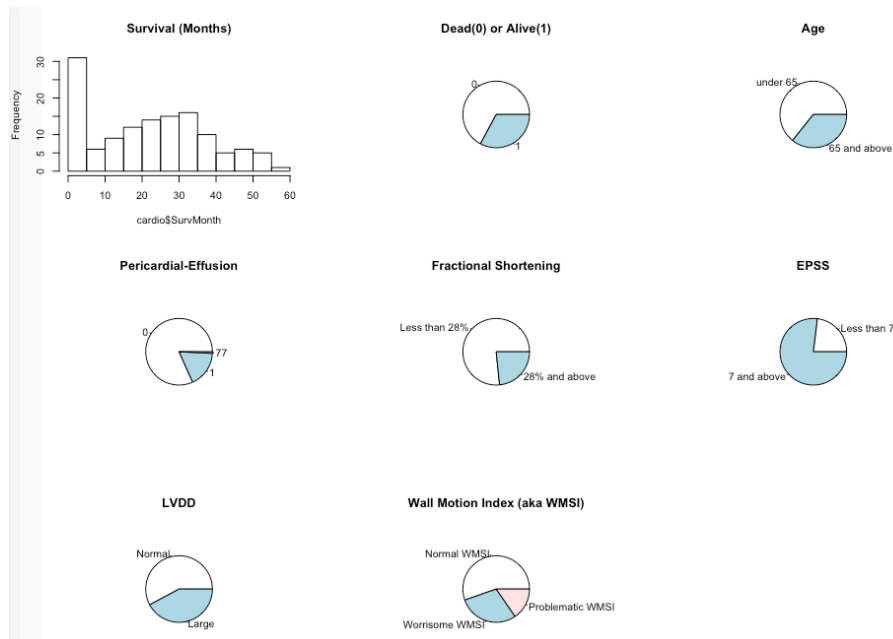 Survival (Months)
Frequency
0 5 10 20 30
0 10 20 30 40 50 60
cardio$SurvMonth
Dead(0) or Alive(1)
0
1
Age
under 65
65 and above
Pericardial-Effusion
0
77
1
Fractional Shortening
Less than 28%
28% and above
EPSS
Less than 7
7 and above
LVDD
Normal
Large
Wall Motion Index (aka WMSI)
Normal WMSI
Problematic WMSI
Worrisome WMSI